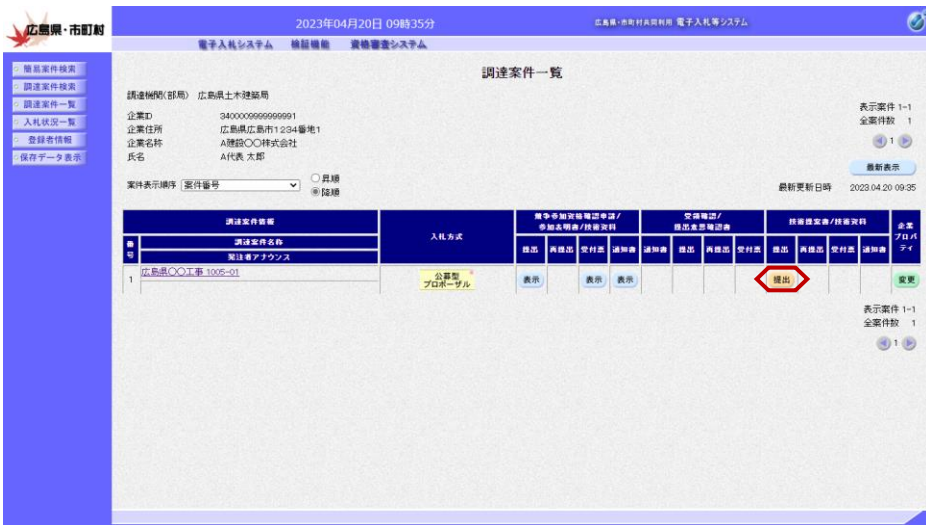 広島県・市町村
2023年04月20日 09時35分
広島県・市町村共同利用 電子入札等システム
電子入札システム 検証機能 資格審査システム
簡易案件検索
調達案件検索
調達案件一覧
入札状況一覧
登録者情報
保存データ表示
調達案件一覧
調達機関(部局) 広島県土木建築局
企業ID 3400009999999991
企業住所 広島県広島市1234番地1
企業名称 A建設〇〇株式会社
氏名 A代表 太郎
表示案件 1-1
全案件数 1
1
最新表示
案件表示順序 案件番号
昇順
降順
最新更新日時 2023.04.20 09:35
調達案件情報
番号
調達案件名称
発注者アナウンス
入札方式
競争参加資格確認申請/
参加表明書/技術資料
提出 再提出 受付票 通知書
受領確認/
提出意思確認書
通知書 提出 再提出 受付票
技術提案書/技術資料
提出 再提出 受付票 通知書
企業
プロパ
ティ
1 広島県〇〇工事 1005-01
公募型
プロポーザル
表示 表示 表示 提出 変更
表示案件 1-1
全案件数 1
1